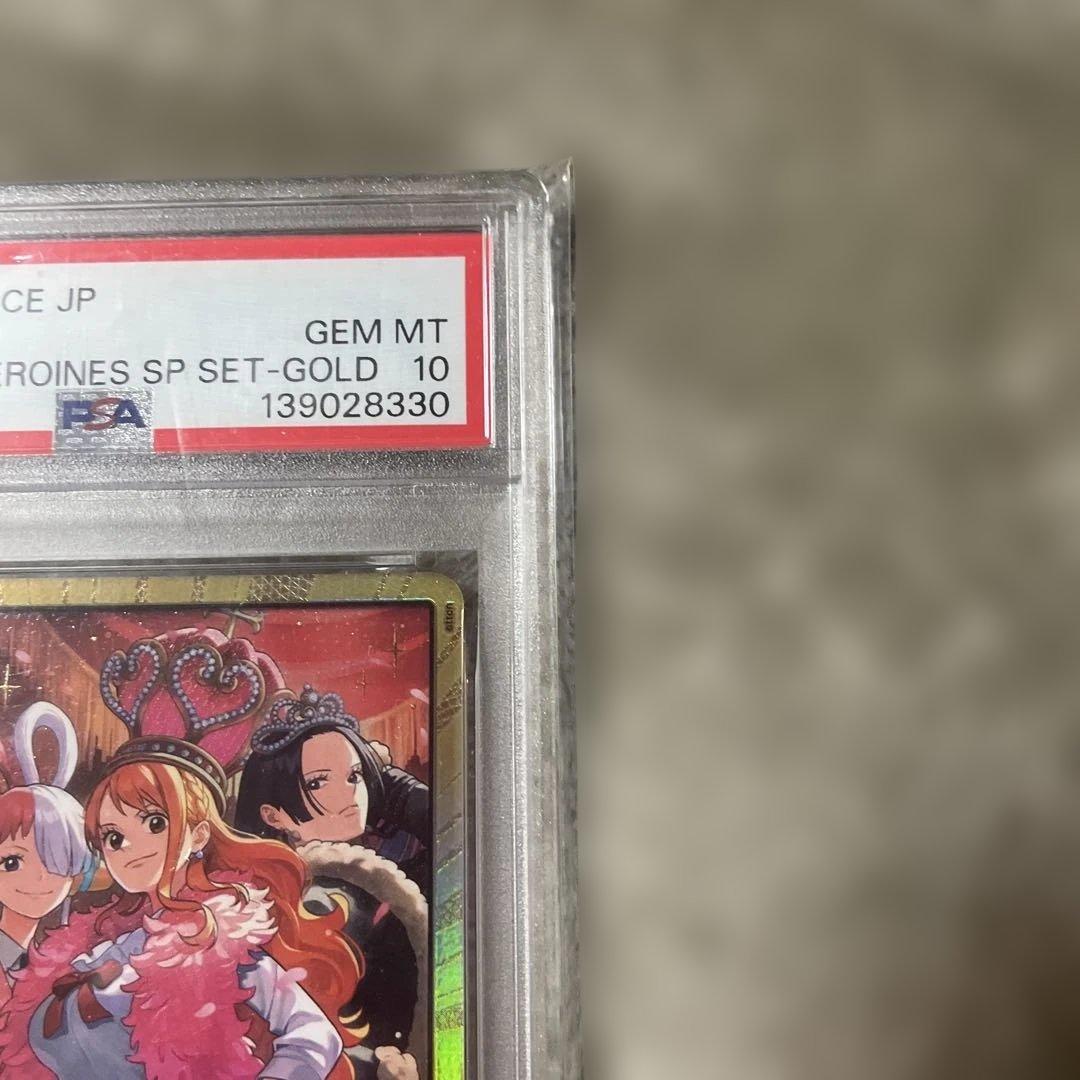 CE JP
GEM MT
EROINES SP SET-GOLD 10
PSA
139028330